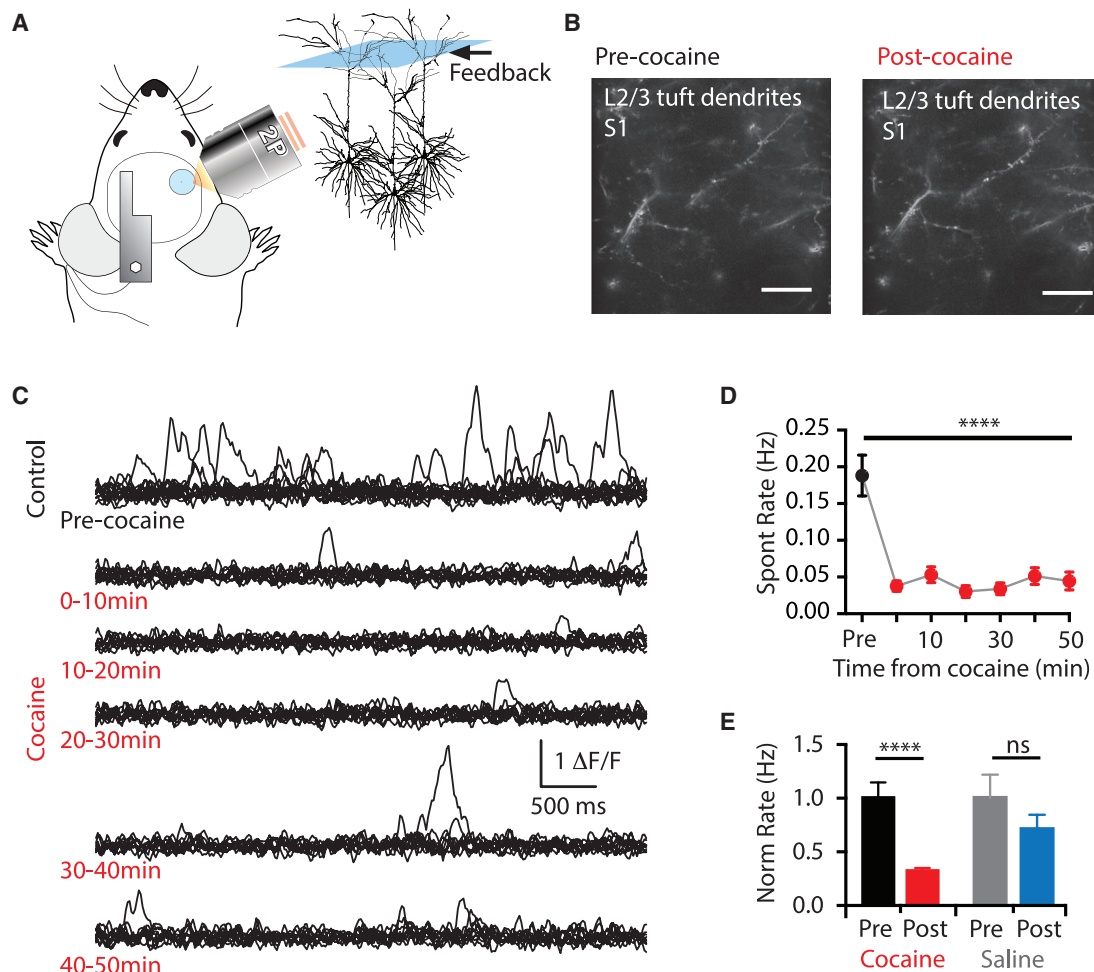 A
2P
Feedback
B
Pre-cocaine
Post-cocaine
L2/3 tuft dendrites
S1
L2/3 tuft dendrites
S1
C
Control
Pre-cocaine
Cocaine
0-10min
10-20min
20-30min
1 ΔF/F
500 ms
30-40min
40-50min
D
****
Spont Rate (Hz)
0.25
0.20
0.15
0.10
0.05
0.00
Pre 10 30 50
Time from cocaine (min)
E
**** ns
Norm Rate (Hz)
1.5
1.0
0.5
0.0
Pre Post Pre Post
Cocaine Saline